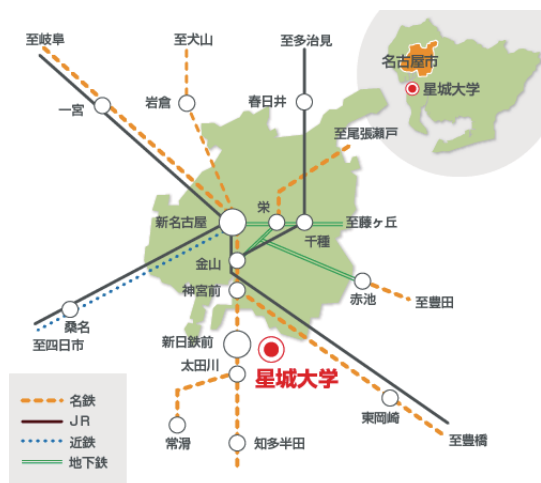 至岐阜
至犬山
至多治見
名古屋市
星城大学
一宮
岩倉
春日井
至尾張瀬戸
新名古屋
栄
至藤ヶ丘
千種
金山
神宮前
赤池
至豊田
桑名
至四日市
新日鉄前
太田川
星城大学
東岡崎
至豊橋
常滑
知多半田
名鉄
JR
近鉄
地下鉄